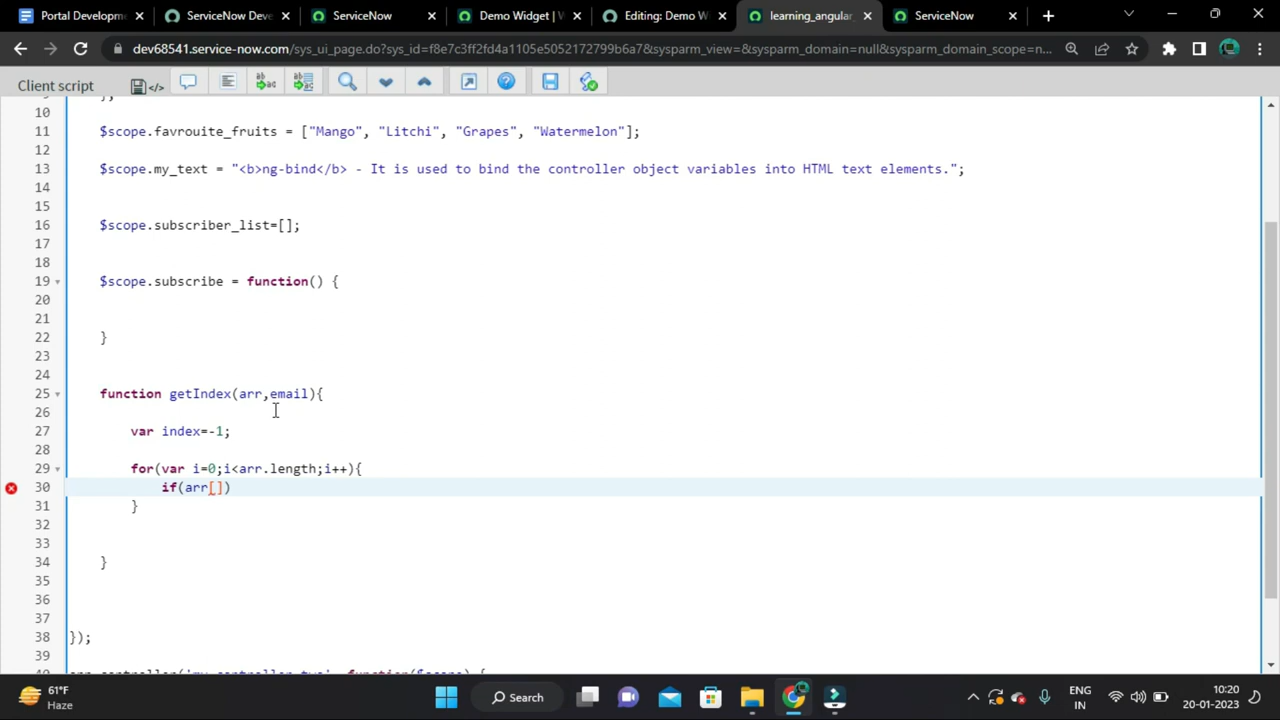 Portal Developm
ServiceNow Deve
ServiceNow
Demo Widget | W
Editing: Demo W
learning_angular
ServiceNow
dev68541.service-now.com/sys_ui_page.do?sys_id=f8e7c3ff2fd4a1105e5052172799b6a7&sysparm_view=&sysparm_domain=null&sysparm_domain_scope=n...
Client script
10
11 $scope.favrouite_fruits = ["Mango", "Litchi", "Grapes", "Watermelon"];
12
13 $scope.my_text = "<b>ng-bind</b> - It is used to bind the controller object variables into HTML text elements.";
14
15
16 $scope.subscriber_list=[];
17
18
19 $scope.subscribe = function() {
20
21
22 }
23
24
25 function getIndex(arr,email){
26
27 var index=-1;
28
29 for(var i=0;i<arr.length;i++){
30 if(arr[])
31 }
32
33
34 }
35
36
37
38 });
39
61°F
Haze
Search
ENG
IN
10:20
20-01-2023